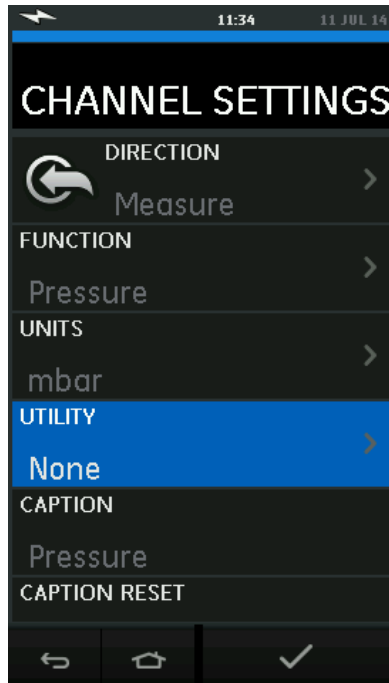 11:34
11 JUL 14
CHANNEL SETTINGS
DIRECTION
Measure
FUNCTION
Pressure
UNITS
mbar
UTILITY
None
CAPTION
Pressure
CAPTION RESET